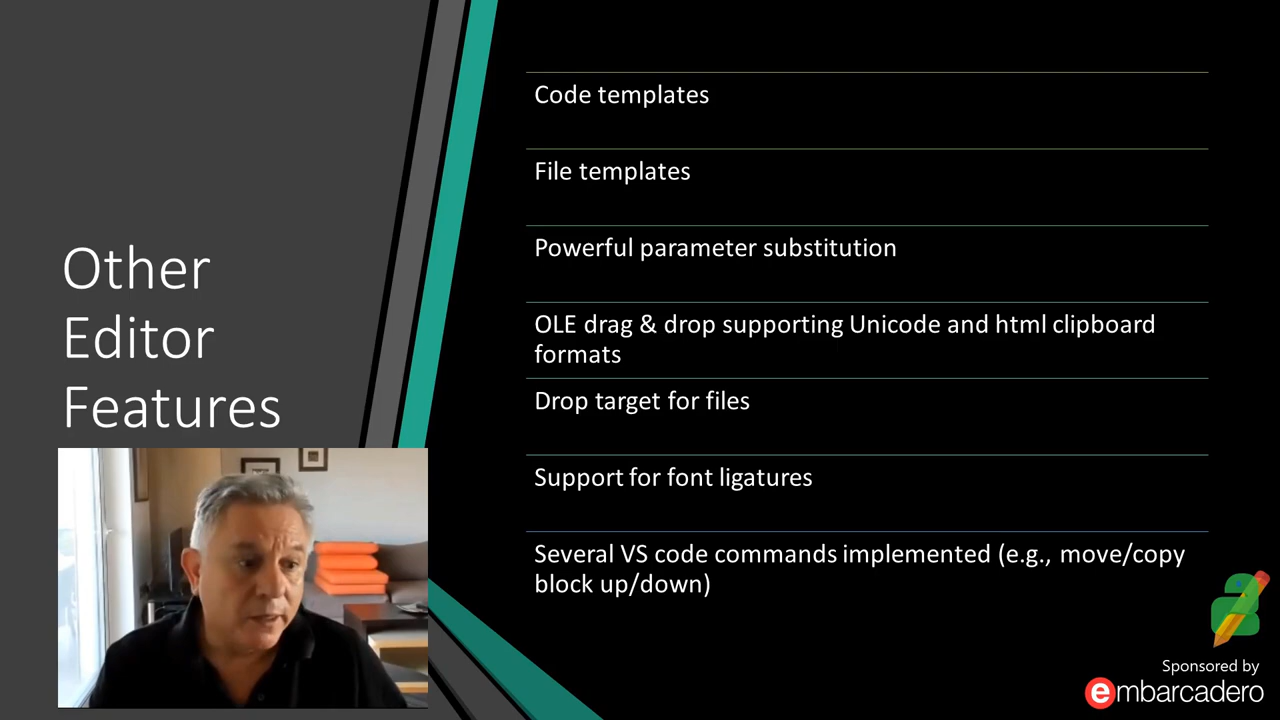 Other
Editor
Features
Code templates
File templates
Powerful parameter substitution
OLE drag & drop supporting Unicode and html clipboard
formats
Drop target for files
Support for font ligatures
Several VS code commands implemented (e.g., move/copy
block up/down)
Sponsored by
embarcadero